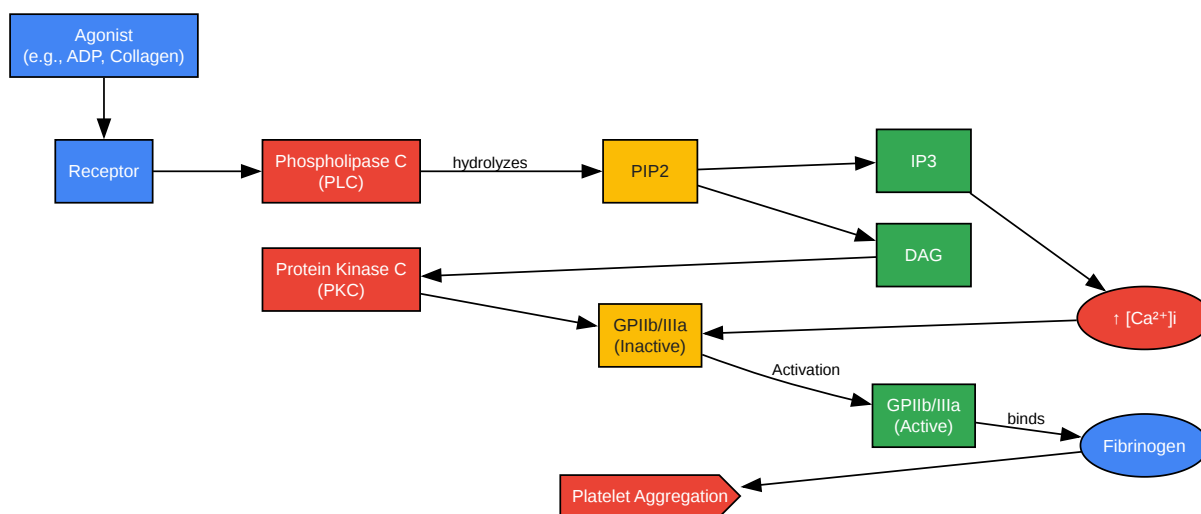 Agonist
(e.g., ADP, Collagen)
Receptor
Phospholipase C
(PLC)
hydrolyzes
PIP2
IP3
DAG
Protein Kinase C
(PKC)
GPIIb/IIIa
(Inactive)
↑ [Ca²⁺]i
Activation
GPIIb/IIIa
(Active)
binds
Fibrinogen
Platelet Aggregation